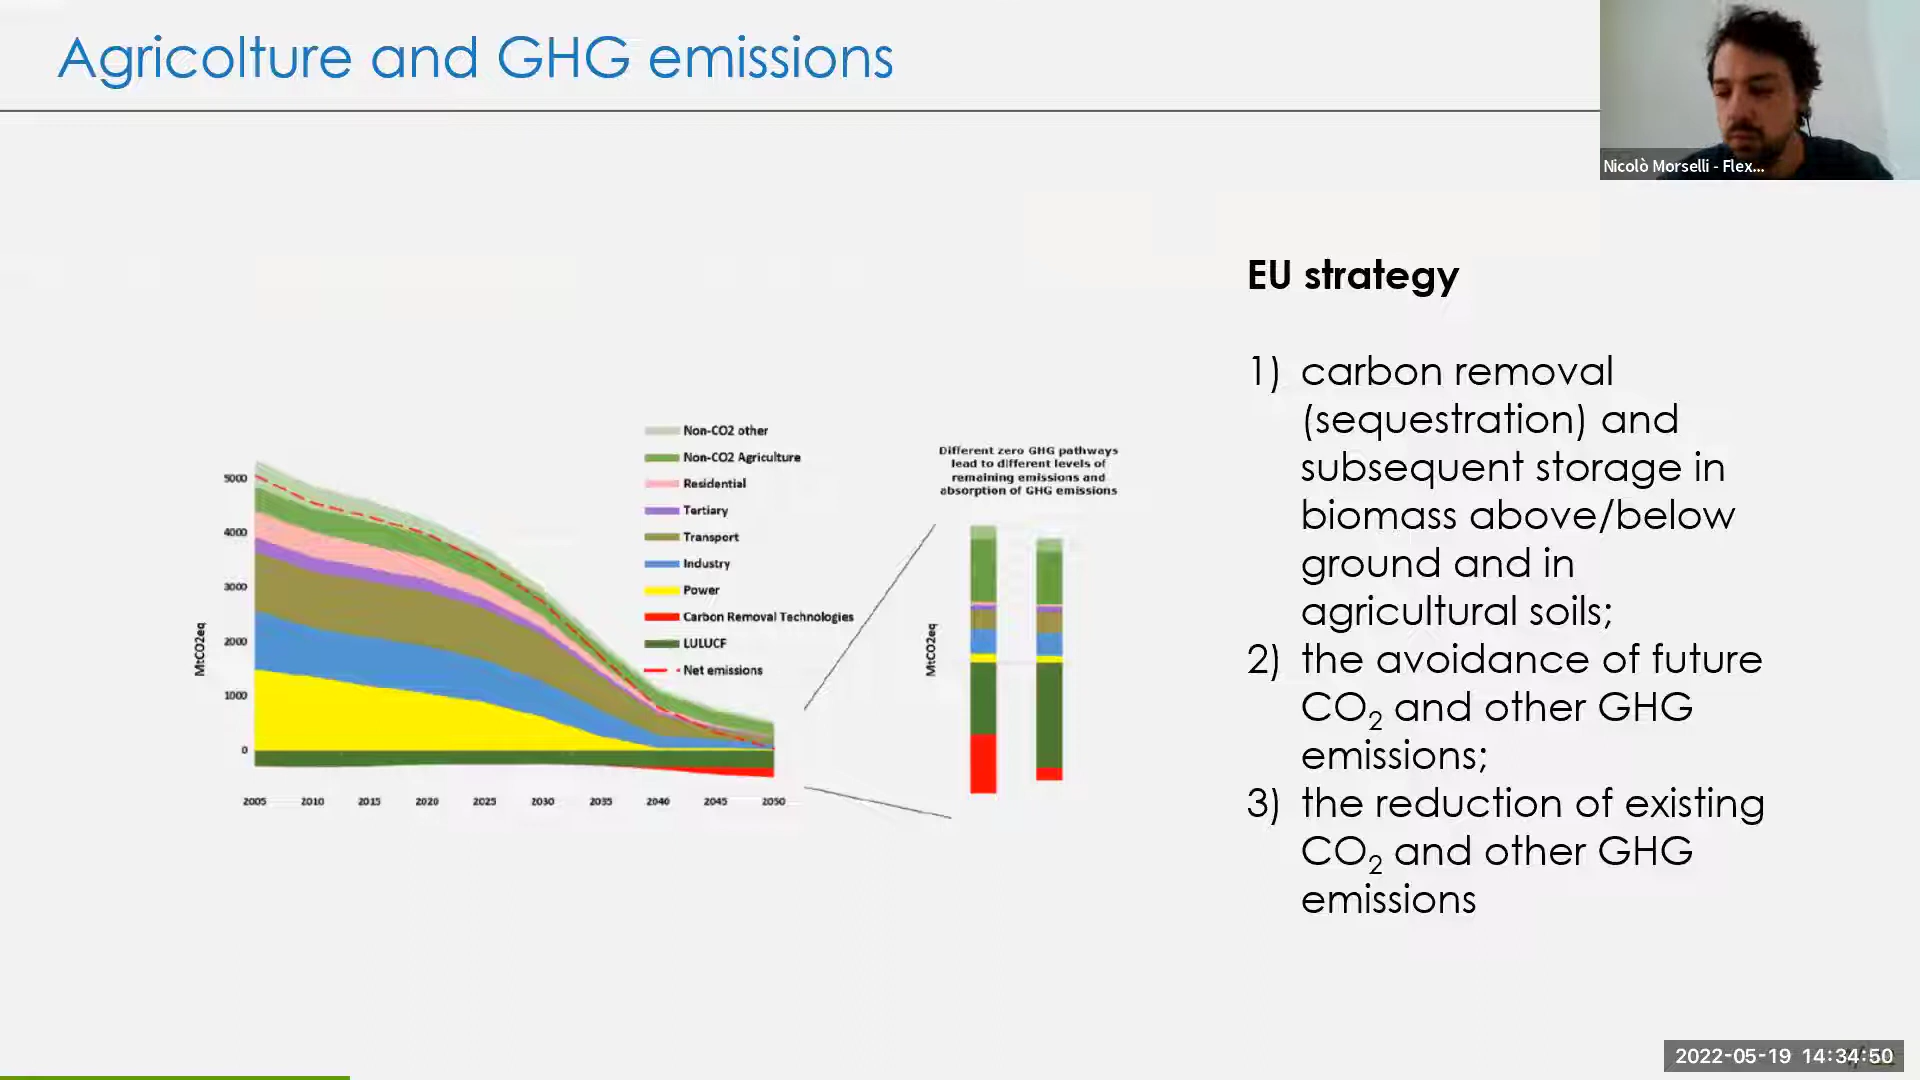 Agricolture and GHG emissions
Nicolò Morselli - Flex...
EU strategy
1) carbon removal
(sequestration) and
subsequent storage in
biomass above/below
ground and in
agricultural soils;
2) the avoidance of future
CO2 and other GHG
emissions;
3) the reduction of existing
CO2 and other GHG
emissions
Non-CO2 other
Non-CO2 Agriculture
Residential
Tertiary
Transport
Industry
Power
Carbon Removal Technologies
LULUCF
Net emissions
MtCO2eq
5000
4000
3000
2000
1000
0
2005 2010 2015 2020 2025 2030 2035 2040 2045 2050
Different zero GHG pathways
lead to different levels of
remaining emissions and
absorption of GHG emissions
MtCO2eq
2022-05-19 14:34:50